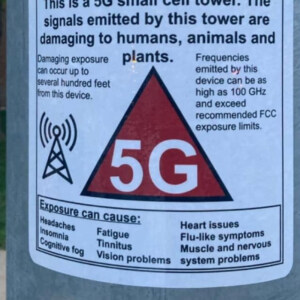 This is a 5G small cell tower. The
signals emitted by this tower are
damaging to humans, animals and
plants.
Damaging exposure
can occur up to
several hundred feet
from this device.
Frequencies
emitted by this
device can be as
high as 100 GHz
and exceed
recommended FCC
exposure limits.
5G
Exposure can cause:
Headaches
Insomnia
Cognitive fog
Fatigue
Tinnitus
Vision problems
Heart issues
Flu-like symptoms
Muscle and nervous
system problems